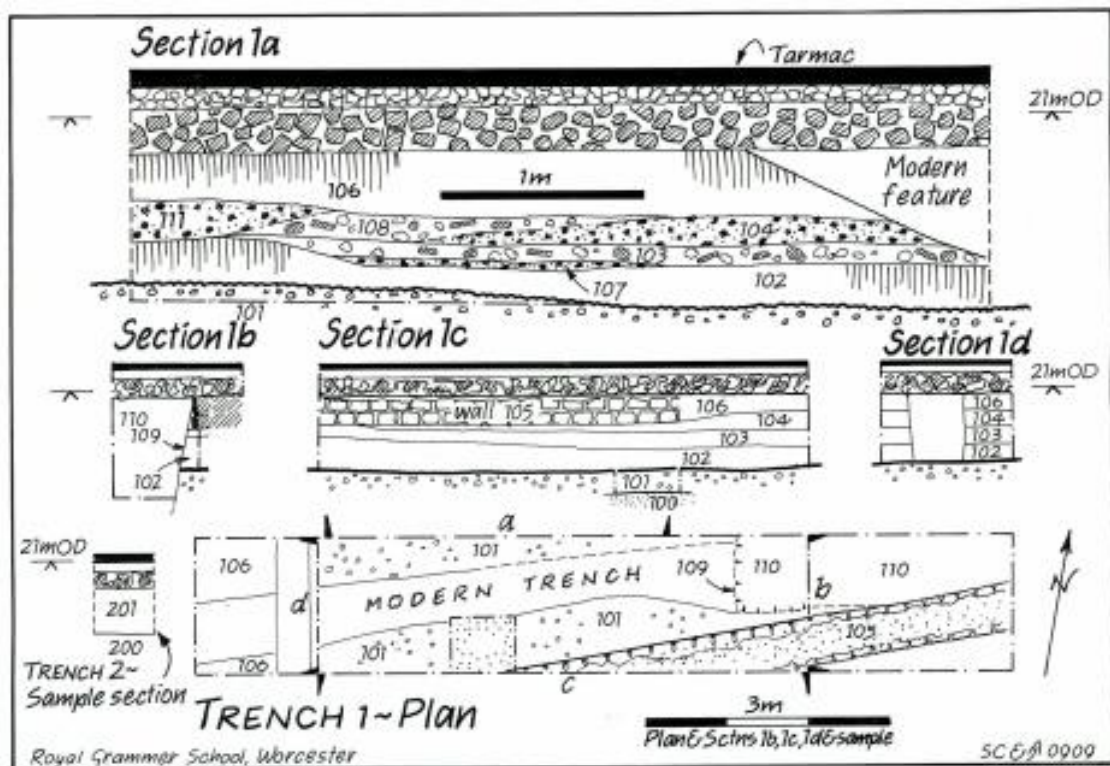 Section 1a
Tarmac
21mOD
Modern
feature
1m
106
111
108
104
103
107
102
101
Section 1b
Section 1c
Section 1d
21mOD
110
109
102
wall 105
106
104
103
102
101
100
106
104
103
102
21mOD
201
200
TRENCH 2~
Sample section
a
106
101
d
MODERN TRENCH
109
110
b
110
101
101
105
106
c
N
TRENCH 1~Plan
3m
Plan & Sctns 1b, 1c, 1d & sample
Royal Grammer School, Worcester
0909